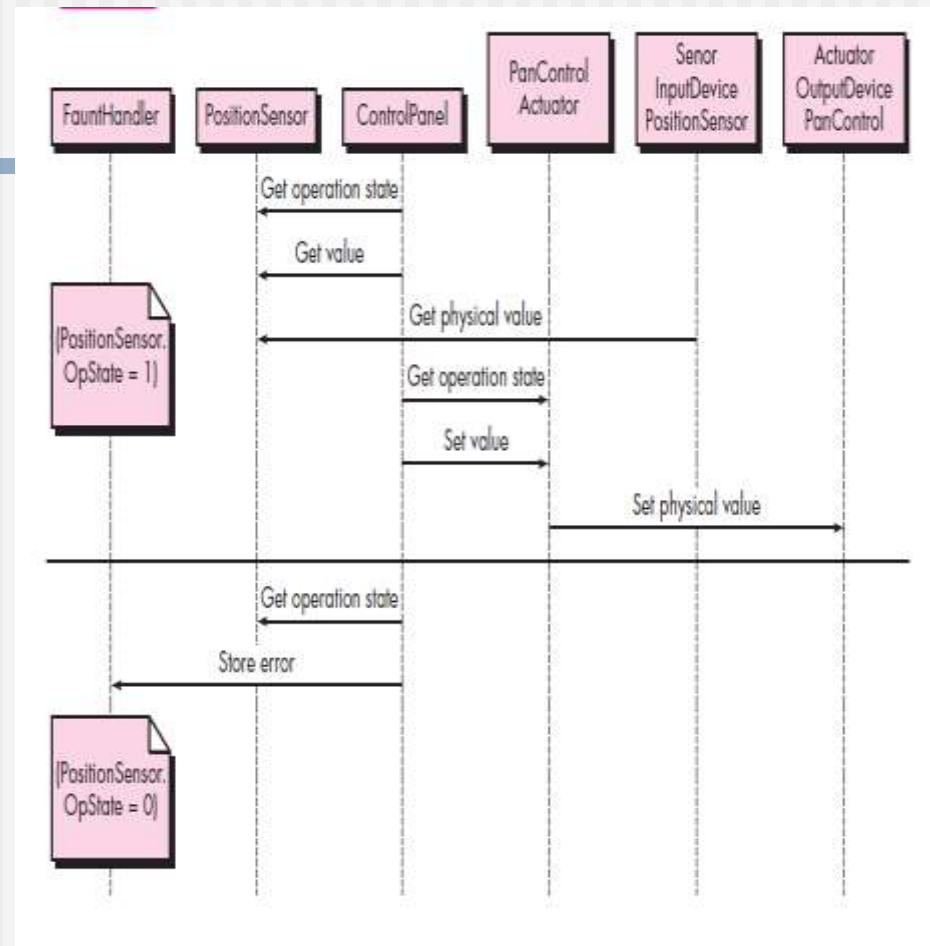 FauntHandler
PositionSensor
ControlPanel
PanControl
Actuator
Senor
InputDevice
PositionSensor
Actuator
OutputDevice
PanControl
Get operation state
Get value
Get physical value
(PositionSensor.
OpState = 1)
Get operation state
Set value
Set physical value
Get operation state
Store error
(PositionSensor.
OpState = 0)